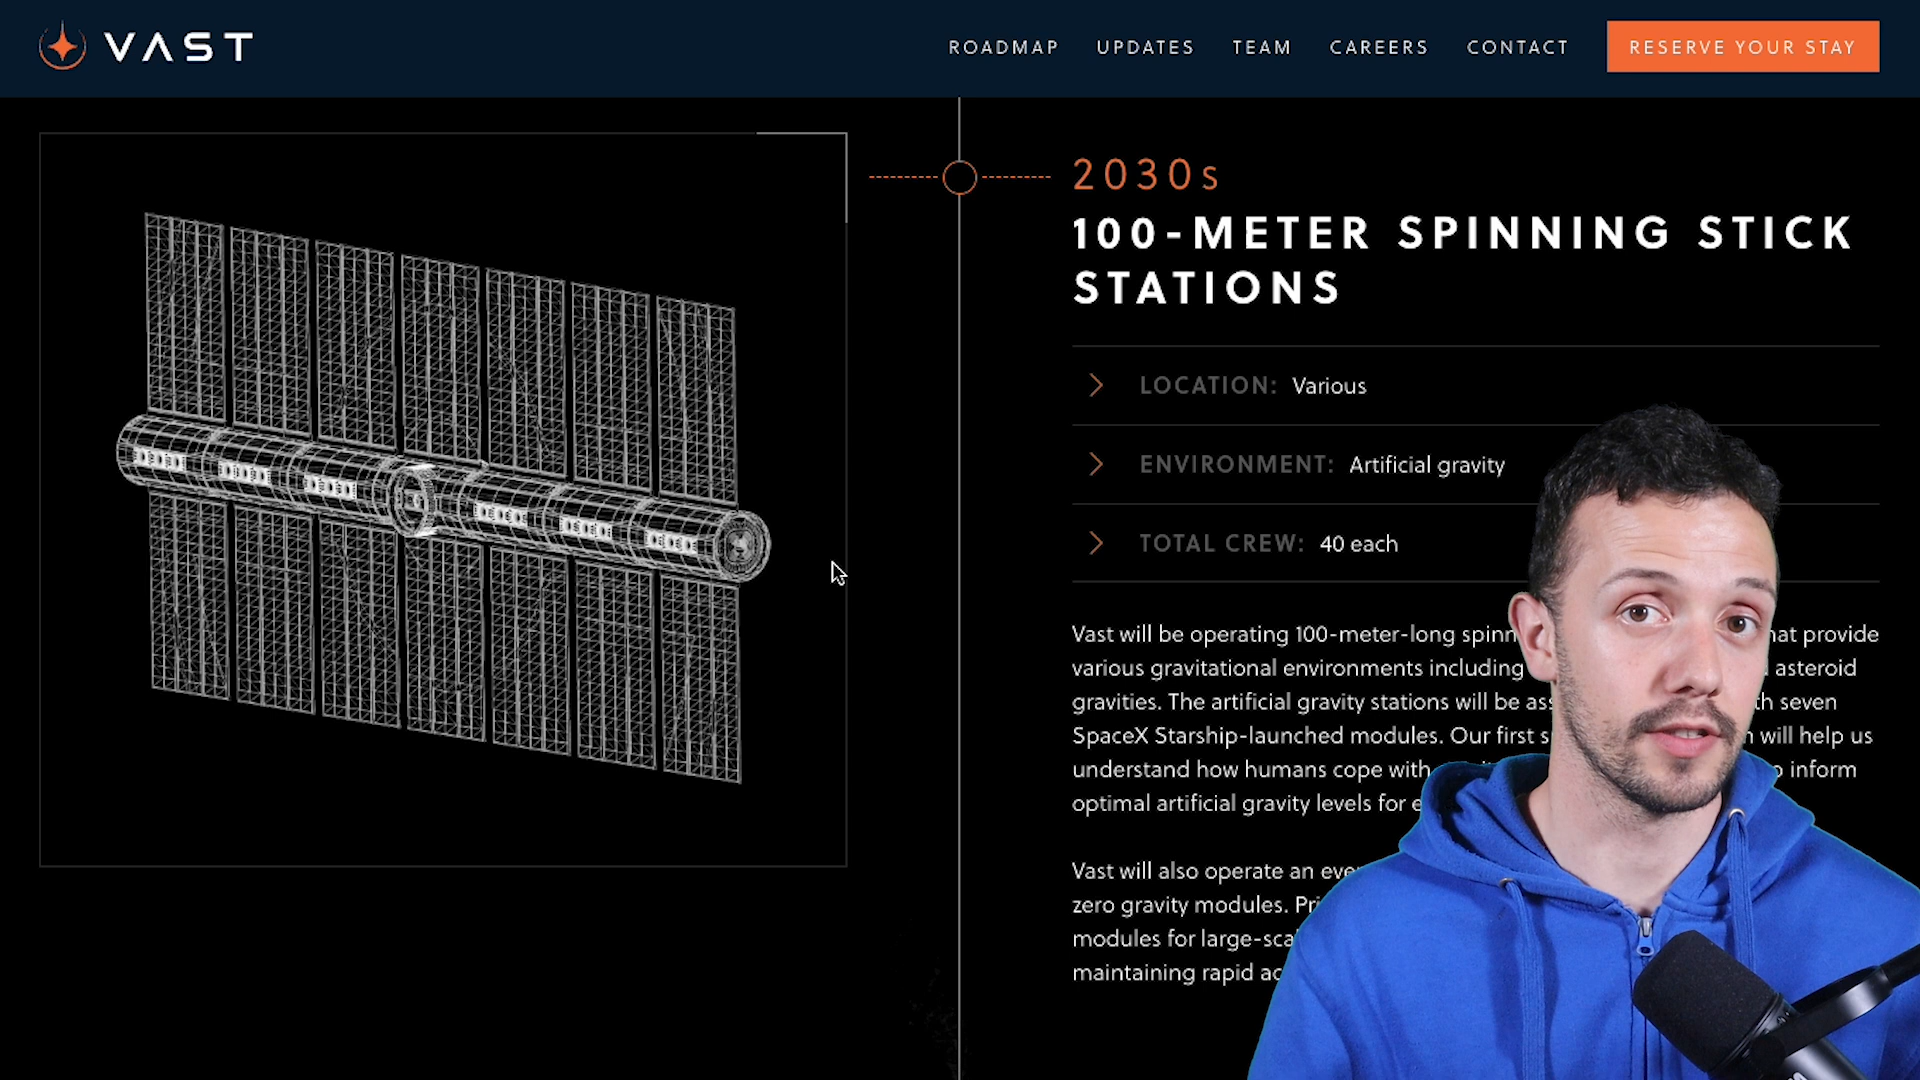 VAST
ROADMAP UPDATES TEAM CAREERS CONTACT RESERVE YOUR STAY
2030s
100-METER SPINNING STICK
STATIONS
LOCATION: Various
ENVIRONMENT: Artificial gravity
TOTAL CREW: 40 each
Vast will be operating 100-meter-long provide
various gravitational environments including asteroid
gravities. The artificial gravity stations will be seven
SpaceX Starship-launched modules. Our first will help us
understand how humans cope with inform
optimal artificial gravity levels for
Vast will also operate an
zero gravity modules.
modules for
maintaining rapid